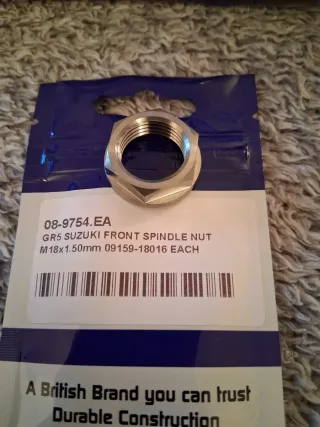 08-9754.EA
GR5 SUZUKI FRONT SPINDLE NUT
M18x1.50mm 09159-18016 EACH
A British Brand you can trust
Durable Construction